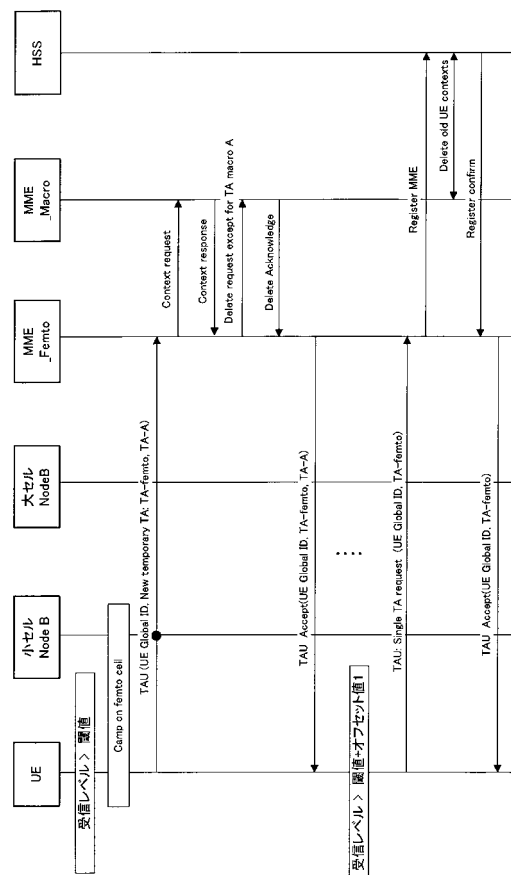 UE
小セル
Node B
大セル
NodeB
MME
_Femto
MME
_Macro
HSS
受信レベル > 閾値
Camp on femto cell
TAU (UE Global ID, New temporary TA: TA-femto, TA-A)
Context request
Context response
Delete request except for TA macro A
Delete Acknowledge
TAU Accept(UE Global ID, TA-femto, TA-A)
....
受信レベル > 閾値+オフセット値1
TAU: Single TA request (UE Global ID, TA-femto)
Register MME
Delete old UE contexts
Register confirm
TAU Accept(UE Global ID, TA-femto)